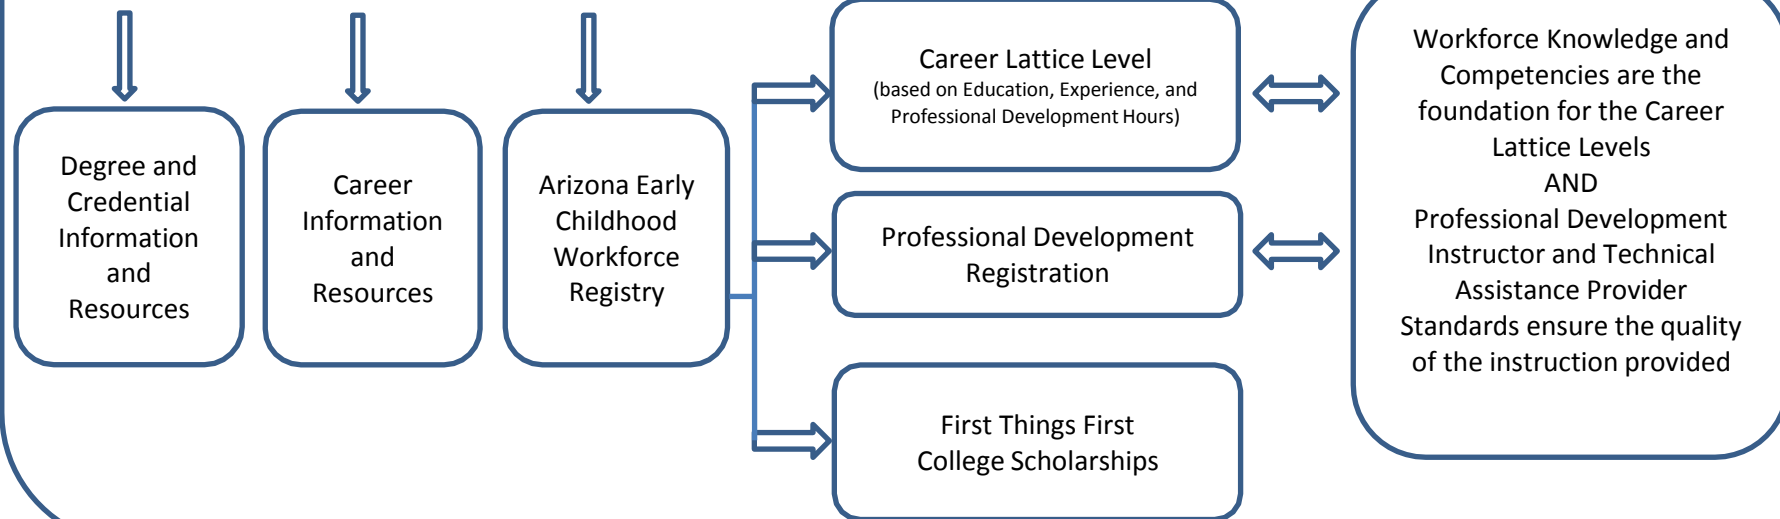 Degree and
Credential
Information
and
Resources
Career
Information
and
Resources
Arizona Early
Childhood
Workforce
Registry
Career Lattice Level
(based on Education, Experience, and
Professional Development Hours)
Professional Development
Registration
First Things First
College Scholarships
Workforce Knowledge and
Competencies are the
foundation for the Career
Lattice Levels
AND
Professional Development
Instructor and Technical
Assistance Provider
Standards ensure the quality
of the instruction provided